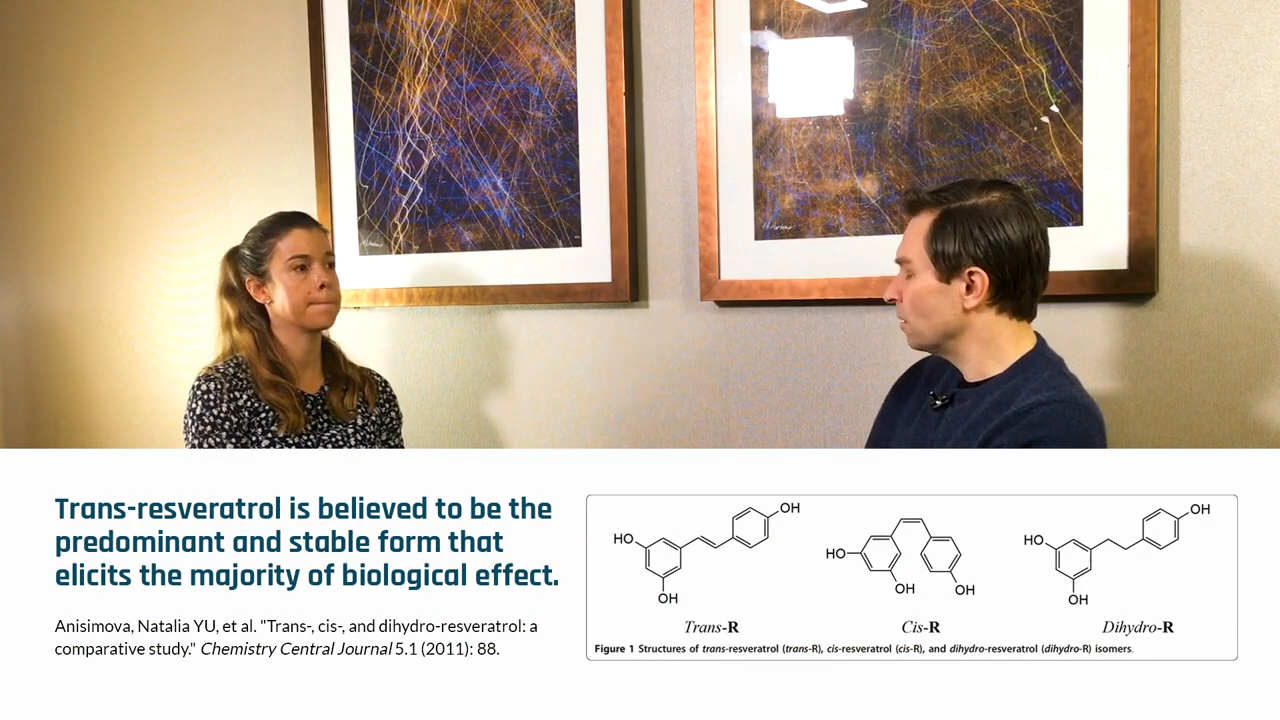 Trans-resveratrol is believed to be the
predominant and stable form that
elicits the majority of biological effect.
Anisimova, Natalia YU, et al. "Trans-, cis-, and dihydro-resveratrol: a
comparative study." Chemistry Central Journal 5.1 (2011): 88.
HO
OH
OH
Trans-R
HO
OH
OH
Cis-R
HO
OH
OH
Dihydro-R
Figure 1 Structures of trans-resveratrol (trans-R), cis-resveratrol (cis-R), and dihydro-resveratrol (dihydro-R) isomers.